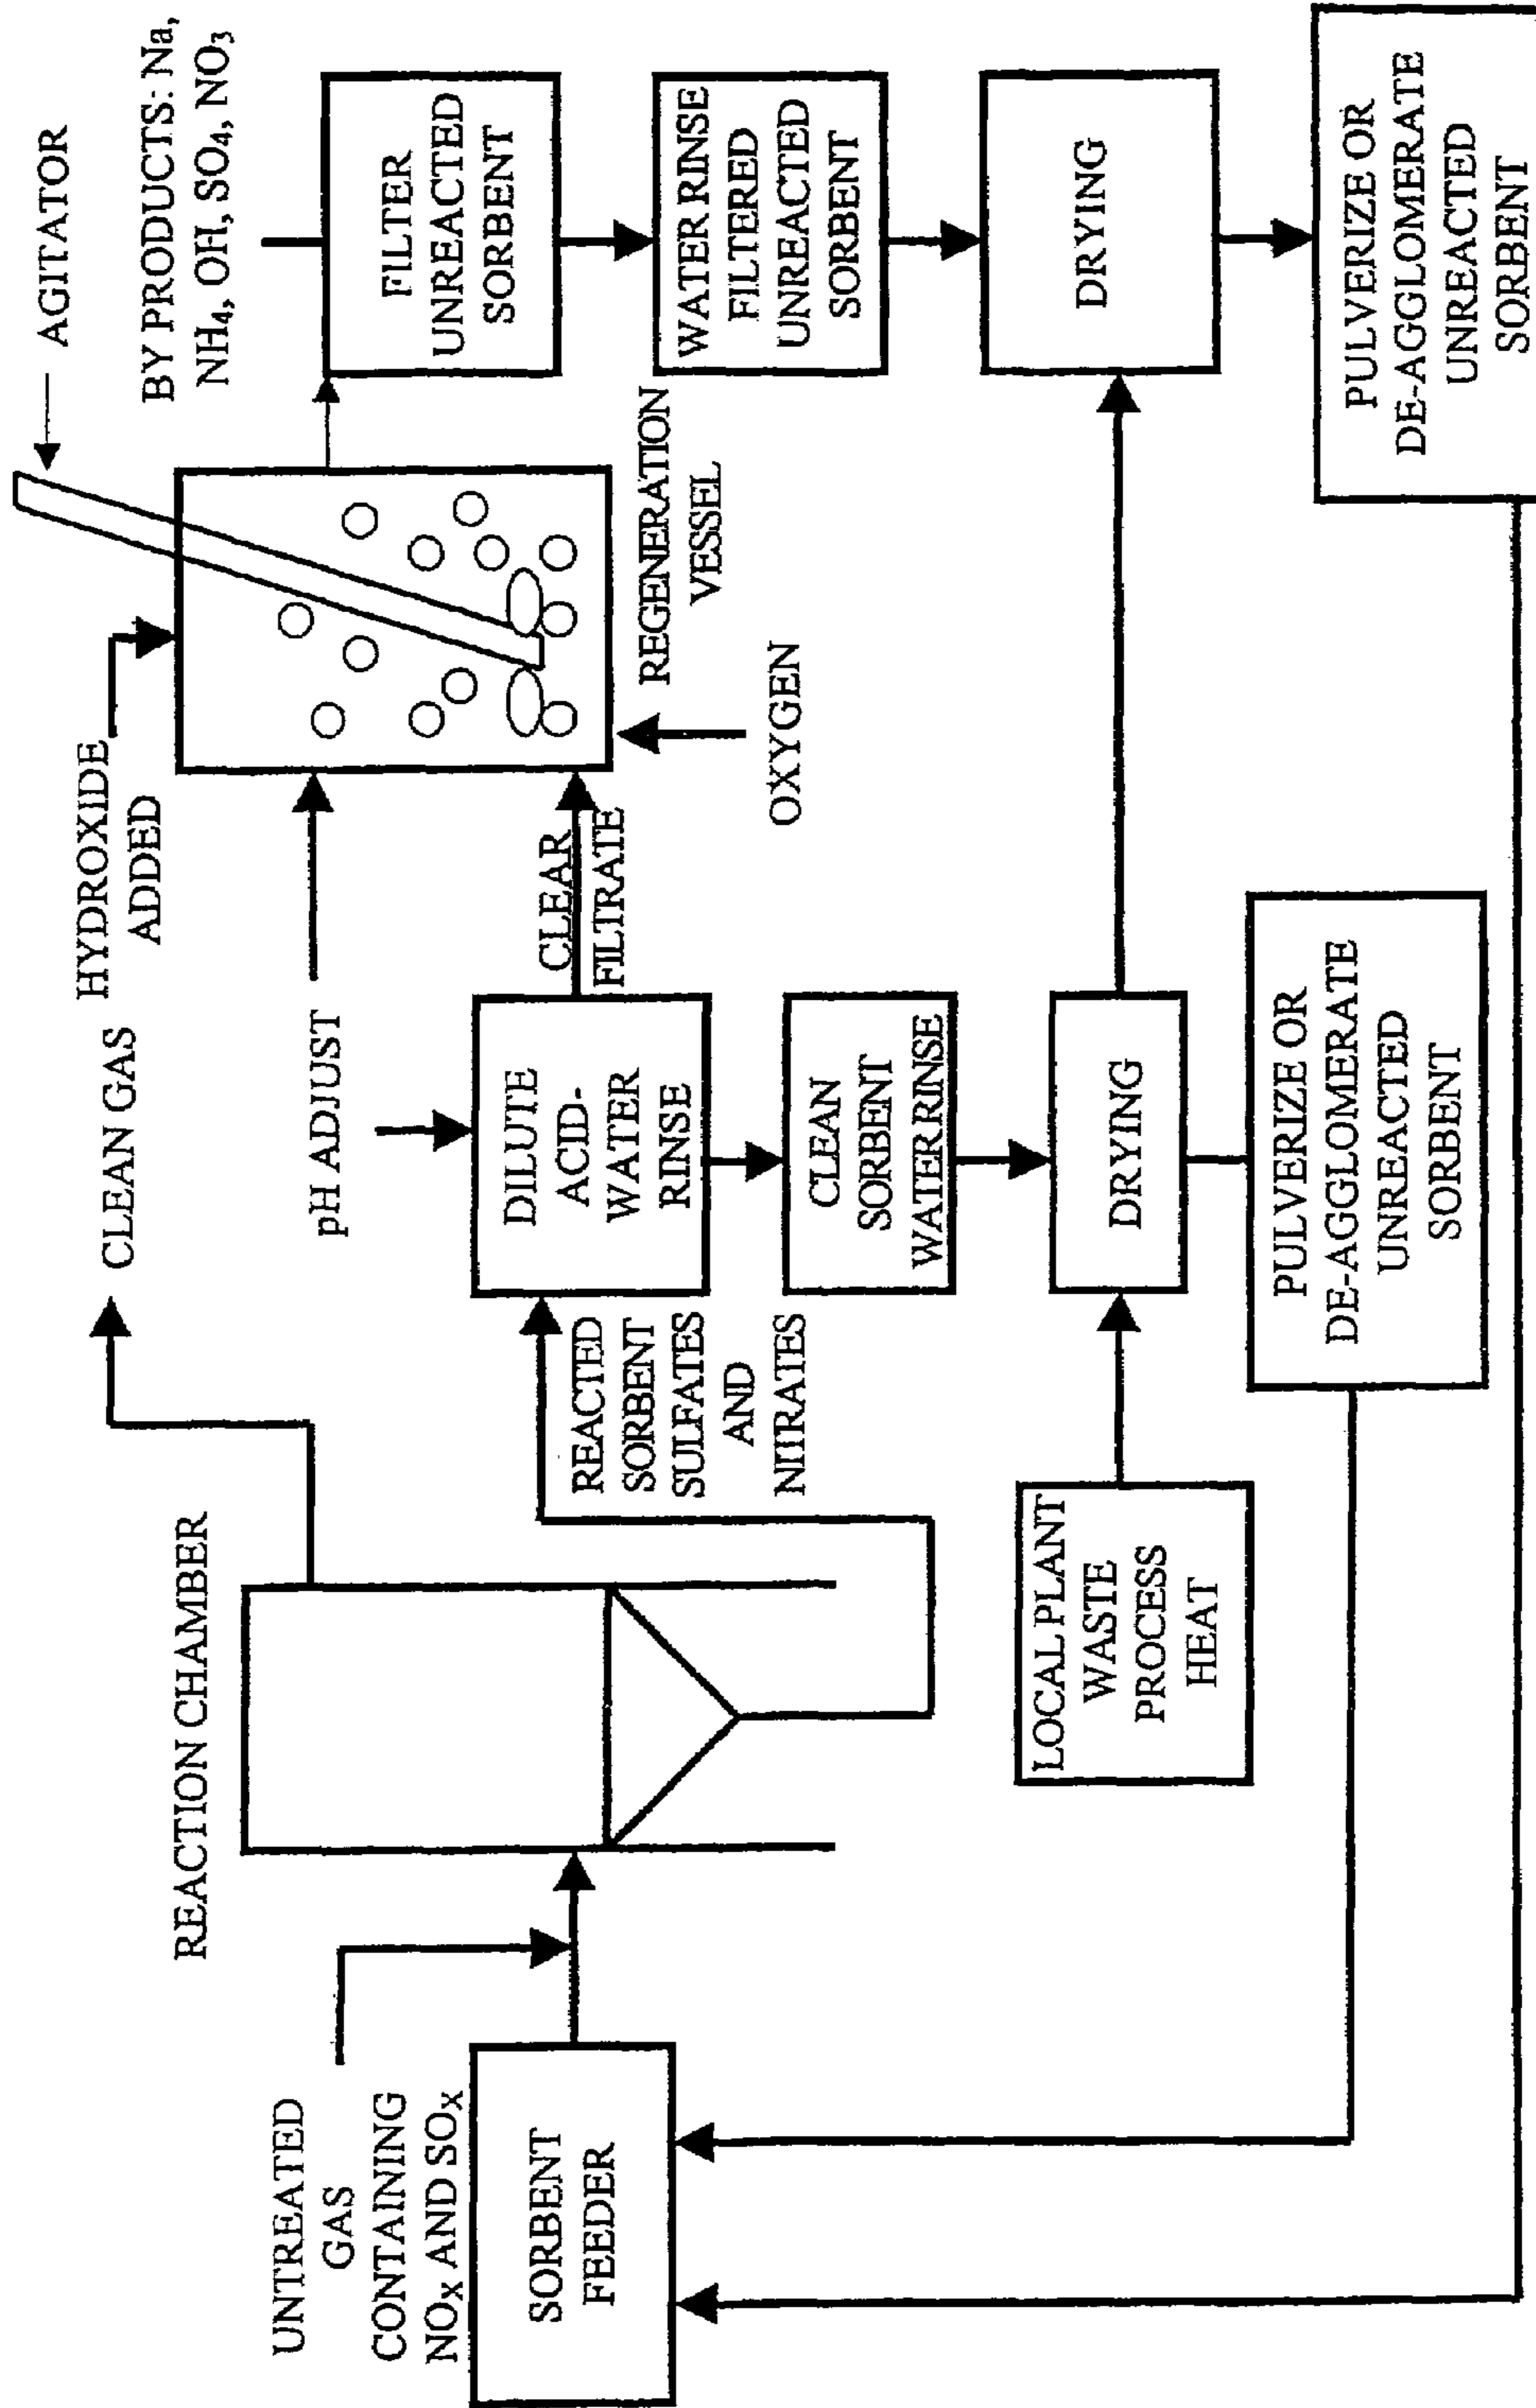 REACTION CHAMBER
UNTREATED
GAS
CONTAINING
NOx AND SOx
SORBENT
FEEDER
CLEAN GAS
HYDROXIDE
ADDED
AGITATOR
pH ADJUST
REACTED
SORBENT
SULFATES
AND
NITRATES
DILUTE
ACID-
WATER
RINSE
CLEAR
FILTRATE
REGENERATION
VESSEL
OXYGEN
BY PRODUCTS: Na,
NH4, OH, SO4, NO3
FILTER
UNREACTED
SORBENT
WATER RINSE
FILTERED
UNREACTED
SORBENT
CLEAN
SORBENT
WATER RINSE
LOCAL PLANT
WASTE
PROCESS
HEAT
DRYING
DRYING
PULVERIZE OR
DE-AGGLOMERATE
UNREACTED
SORBENT
PULVERIZE OR
DE-AGGLOMERATE
UNREACTED
SORBENT